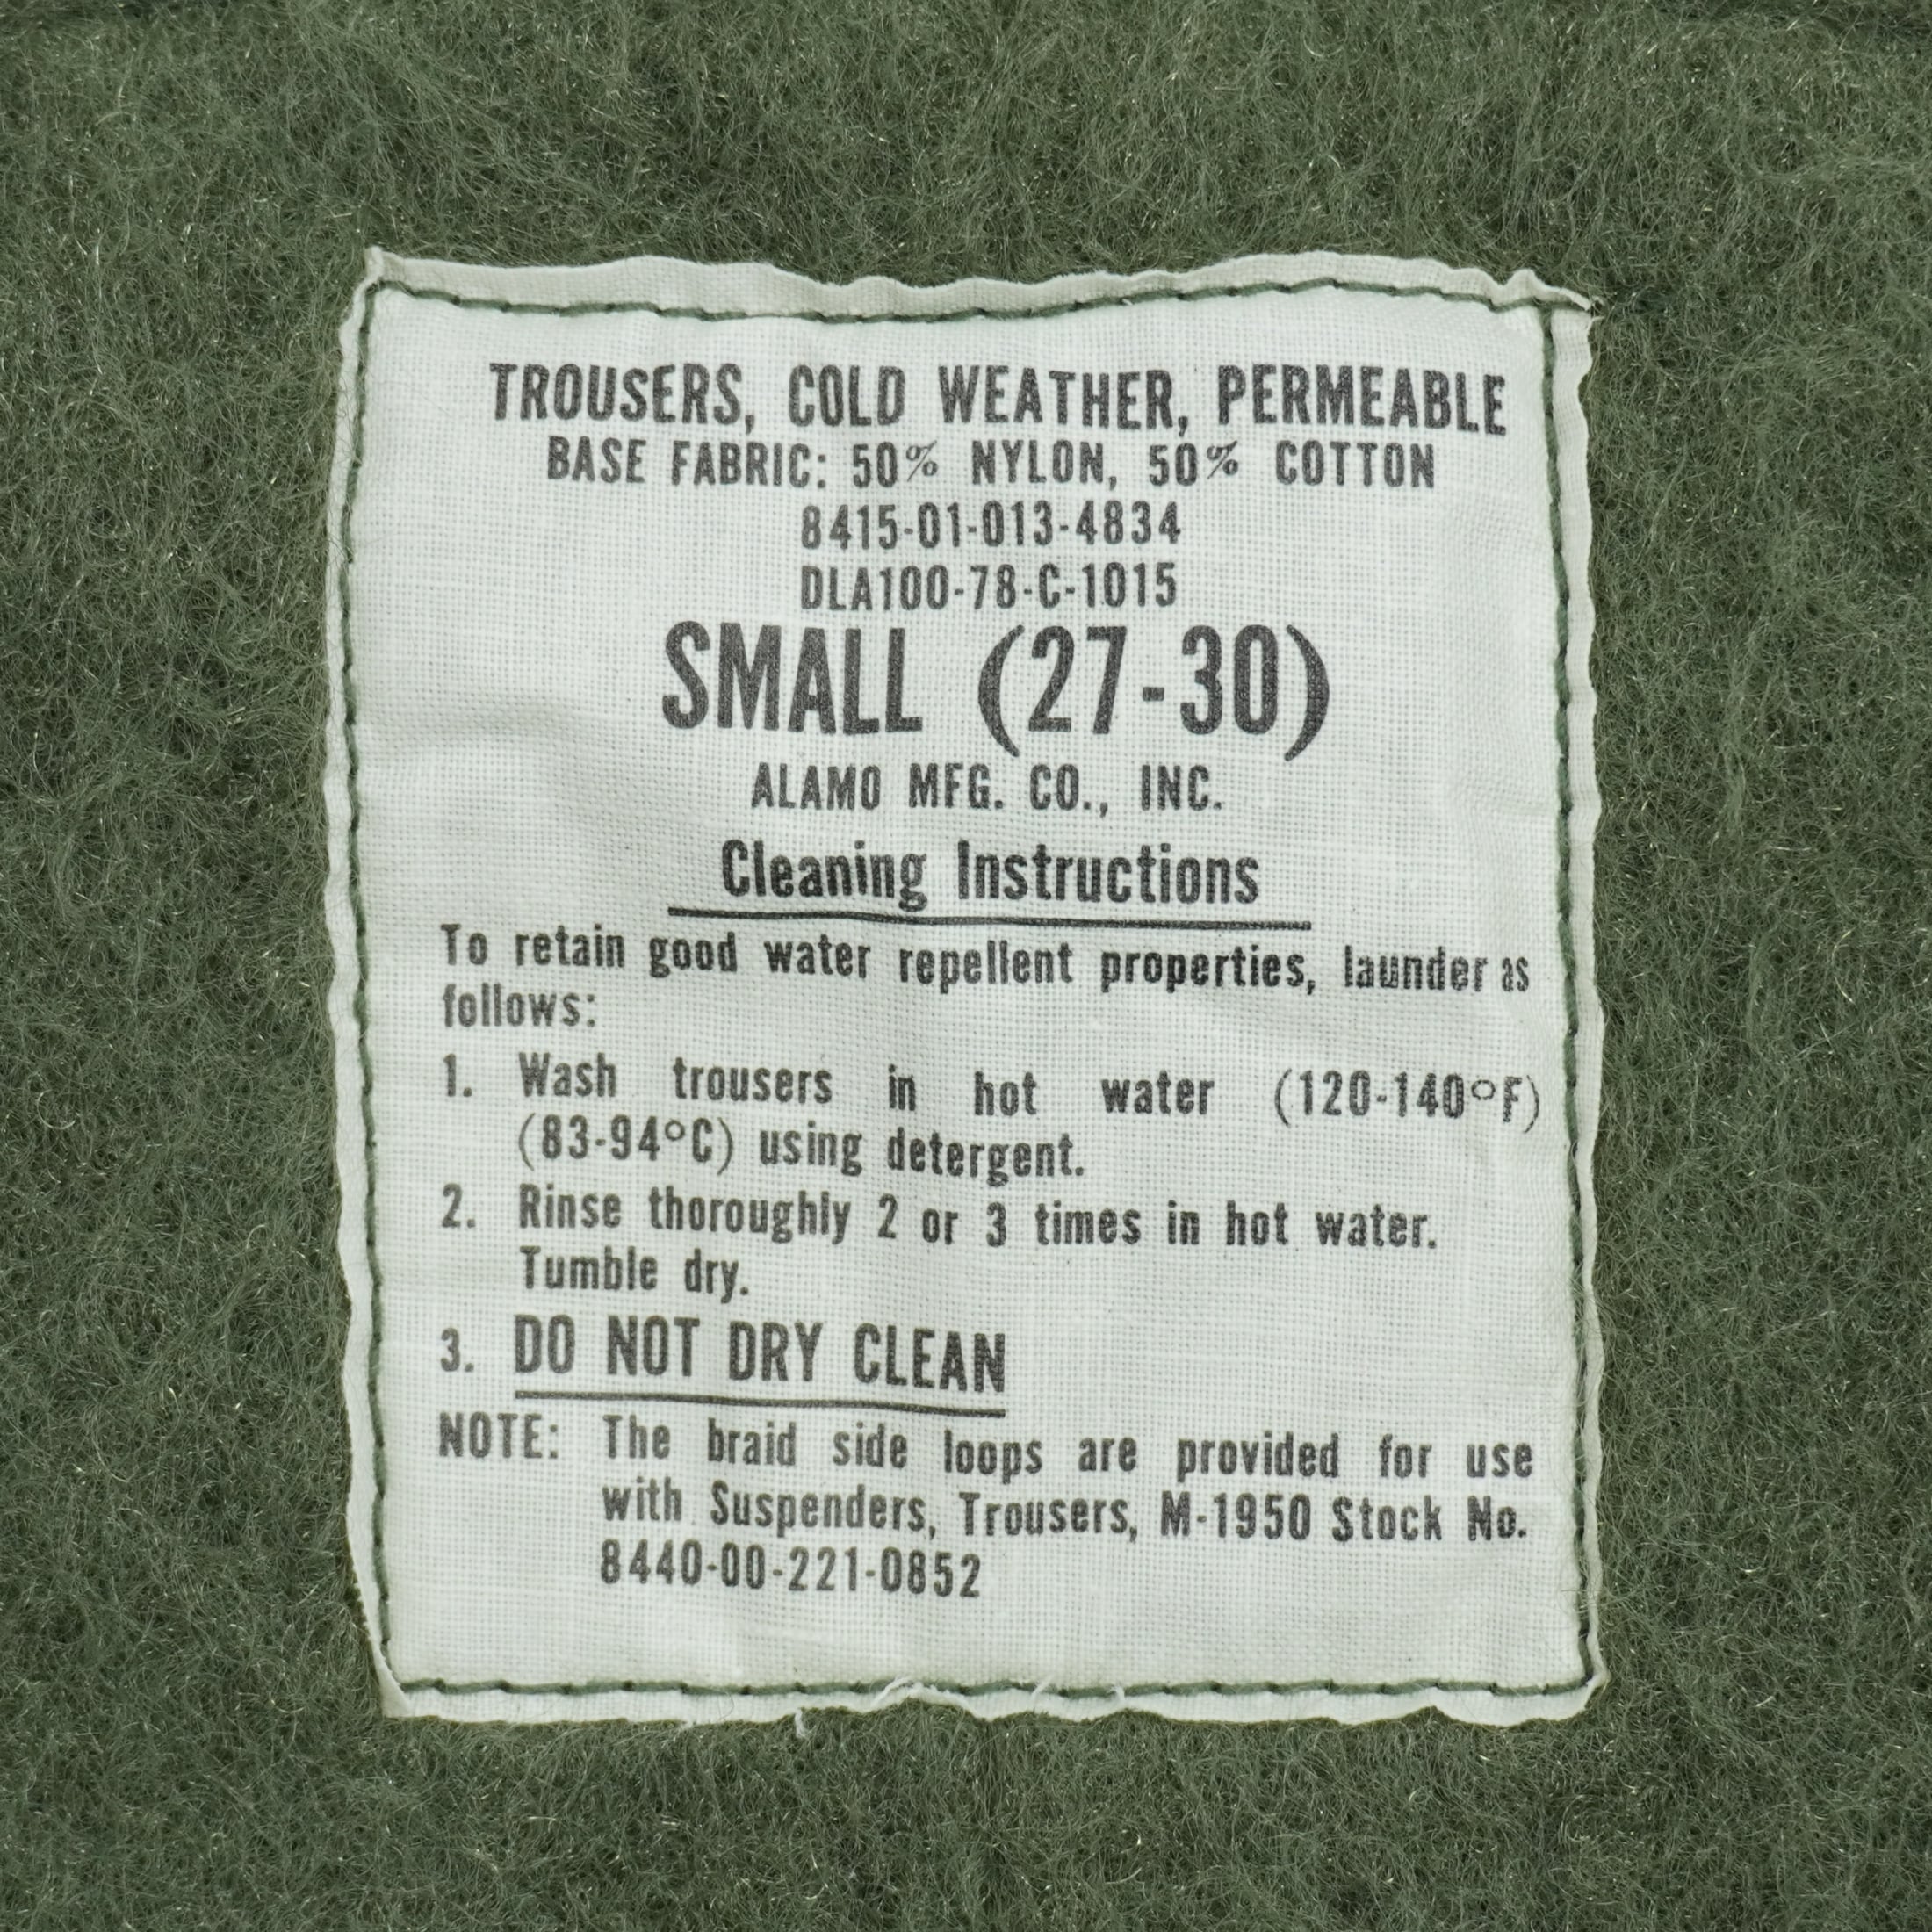 TROUSERS, COLD WEATHER, PERMEABLE
BASE FABRIC: 50% NYLON, 50% COTTON
8415-01-013-4834
DLA100-78-C-1015
SMALL (27-30)
ALAMO MFG. CO., INC.
Cleaning Instructions
To retain good water repellent properties, launder as
follows:
1. Wash trousers in hot water (120-140°F)
(83-94°C) using detergent.
2. Rinse thoroughly 2 or 3 times in hot water.
Tumble dry.
3. DO NOT DRY CLEAN
NOTE: The braid side loops are provided for use
with Suspenders, Trousers, M-1950 Stock No.
8440-00-221-0852